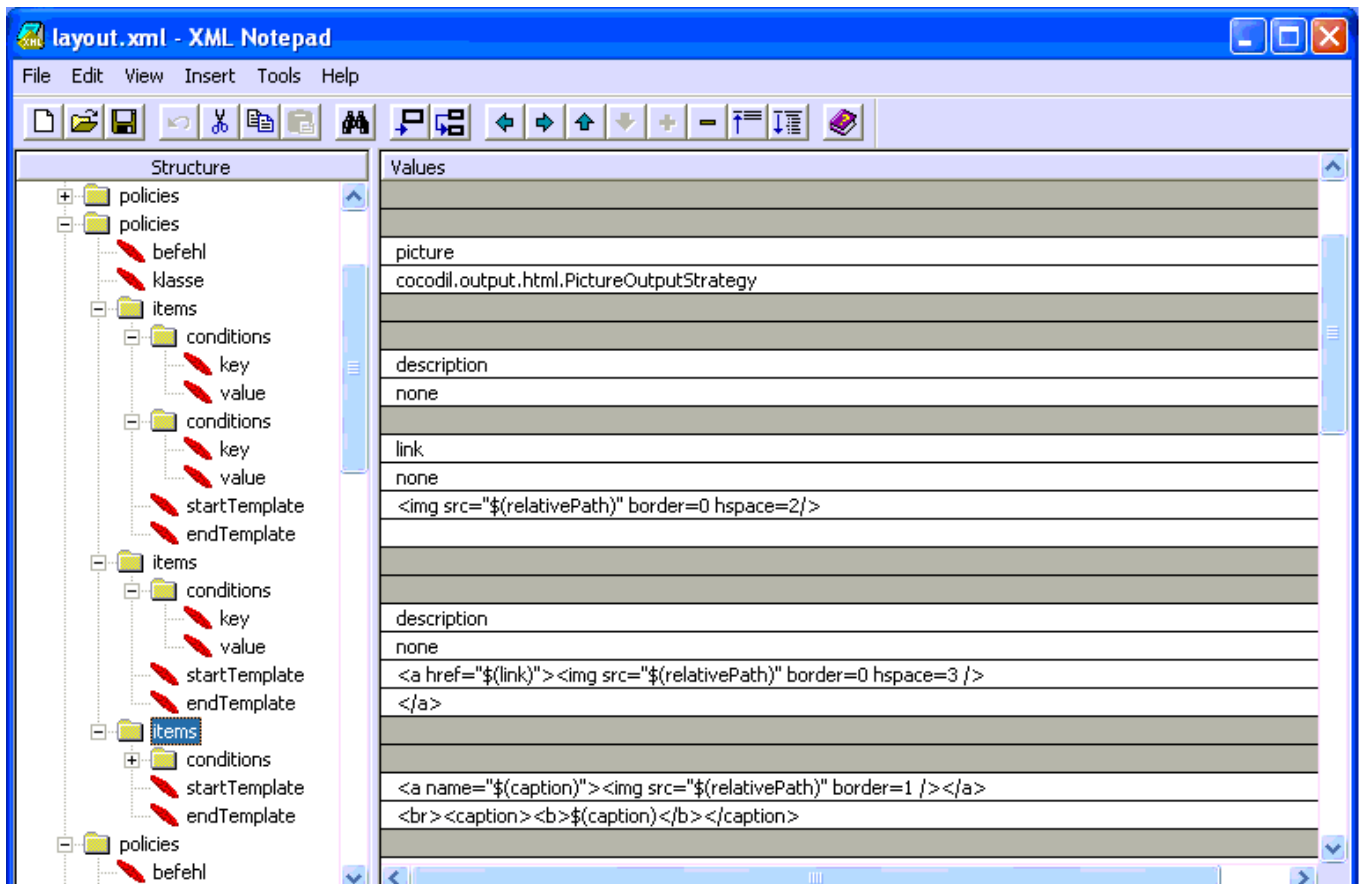 layout.xml - XML Notepad
File Edit View Insert Tools Help
Structure Values
policies
policies
befehl picture
klasse cocodil.output.html.PictureOutputStrategy
items
conditions
key description
value none
conditions
key link
value none
startTemplate <img src="$(relativePath)" border=0 hspace=2/>
endTemplate
items
conditions
key description
value none
startTemplate <a href="$(link)"><img src="$(relativePath)" border=0 hspace=3 />
endTemplate </a>
items
conditions
startTemplate <a name="$(caption)"><img src="$(relativePath)" border=1 /></a>
endTemplate <br><caption><b>$(caption)</b></caption>
policies
befehl